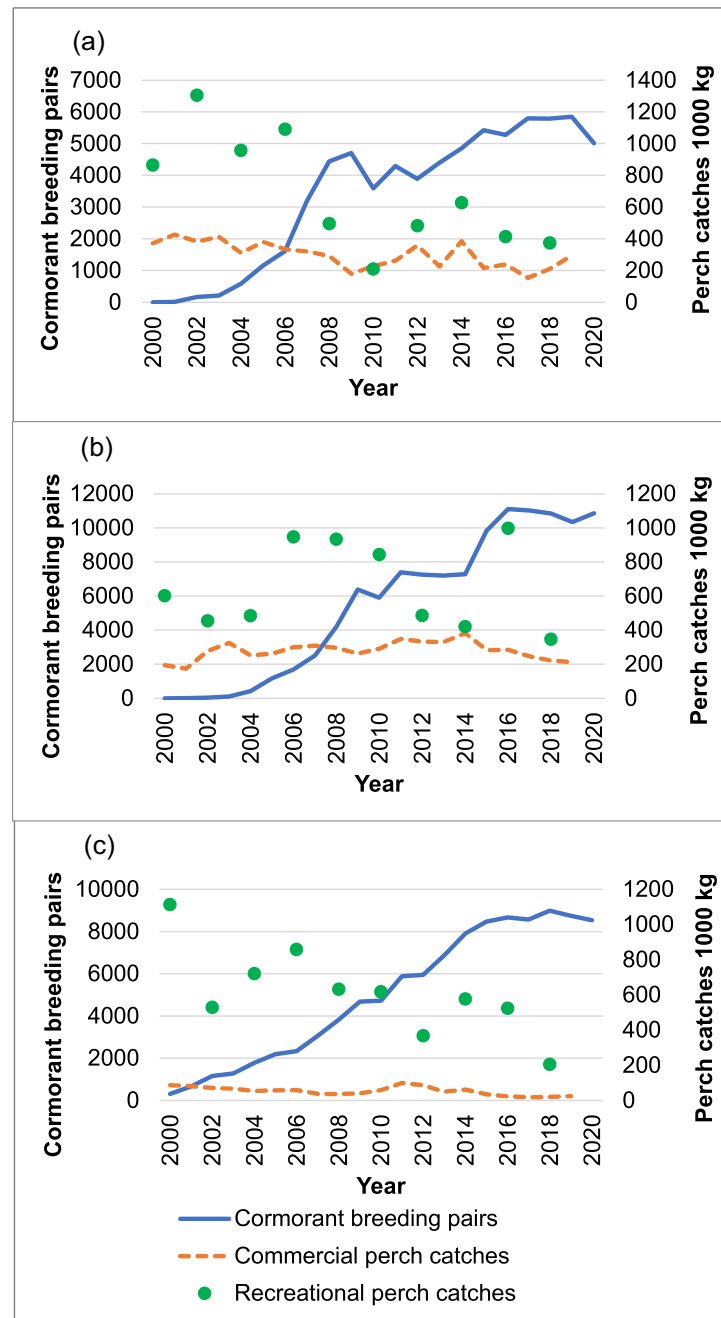 (a)
Cormorant breeding pairs
7000
6000
5000
4000
3000
2000
1000
0
1400
1200
1000
800
600
400
200
0
Perch catches 1000 kg
2000 2002 2004 2006 2008 2010 2012 2014 2016 2018 2020
Year
(b)
Cormorant breeding pairs
12000
10000
8000
6000
4000
2000
0
1200
1000
800
600
400
200
0
Perch catches 1000 kg
2000 2002 2004 2006 2008 2010 2012 2014 2016 2018 2020
Year
(c)
Cormorant breeding pairs
10000
8000
6000
4000
2000
0
1200
1000
800
600
400
200
0
Perch catches 1000 kg
2000 2002 2004 2006 2008 2010 2012 2014 2016 2018 2020
Year
Cormorant breeding pairs
Commercial perch catches
Recreational perch catches